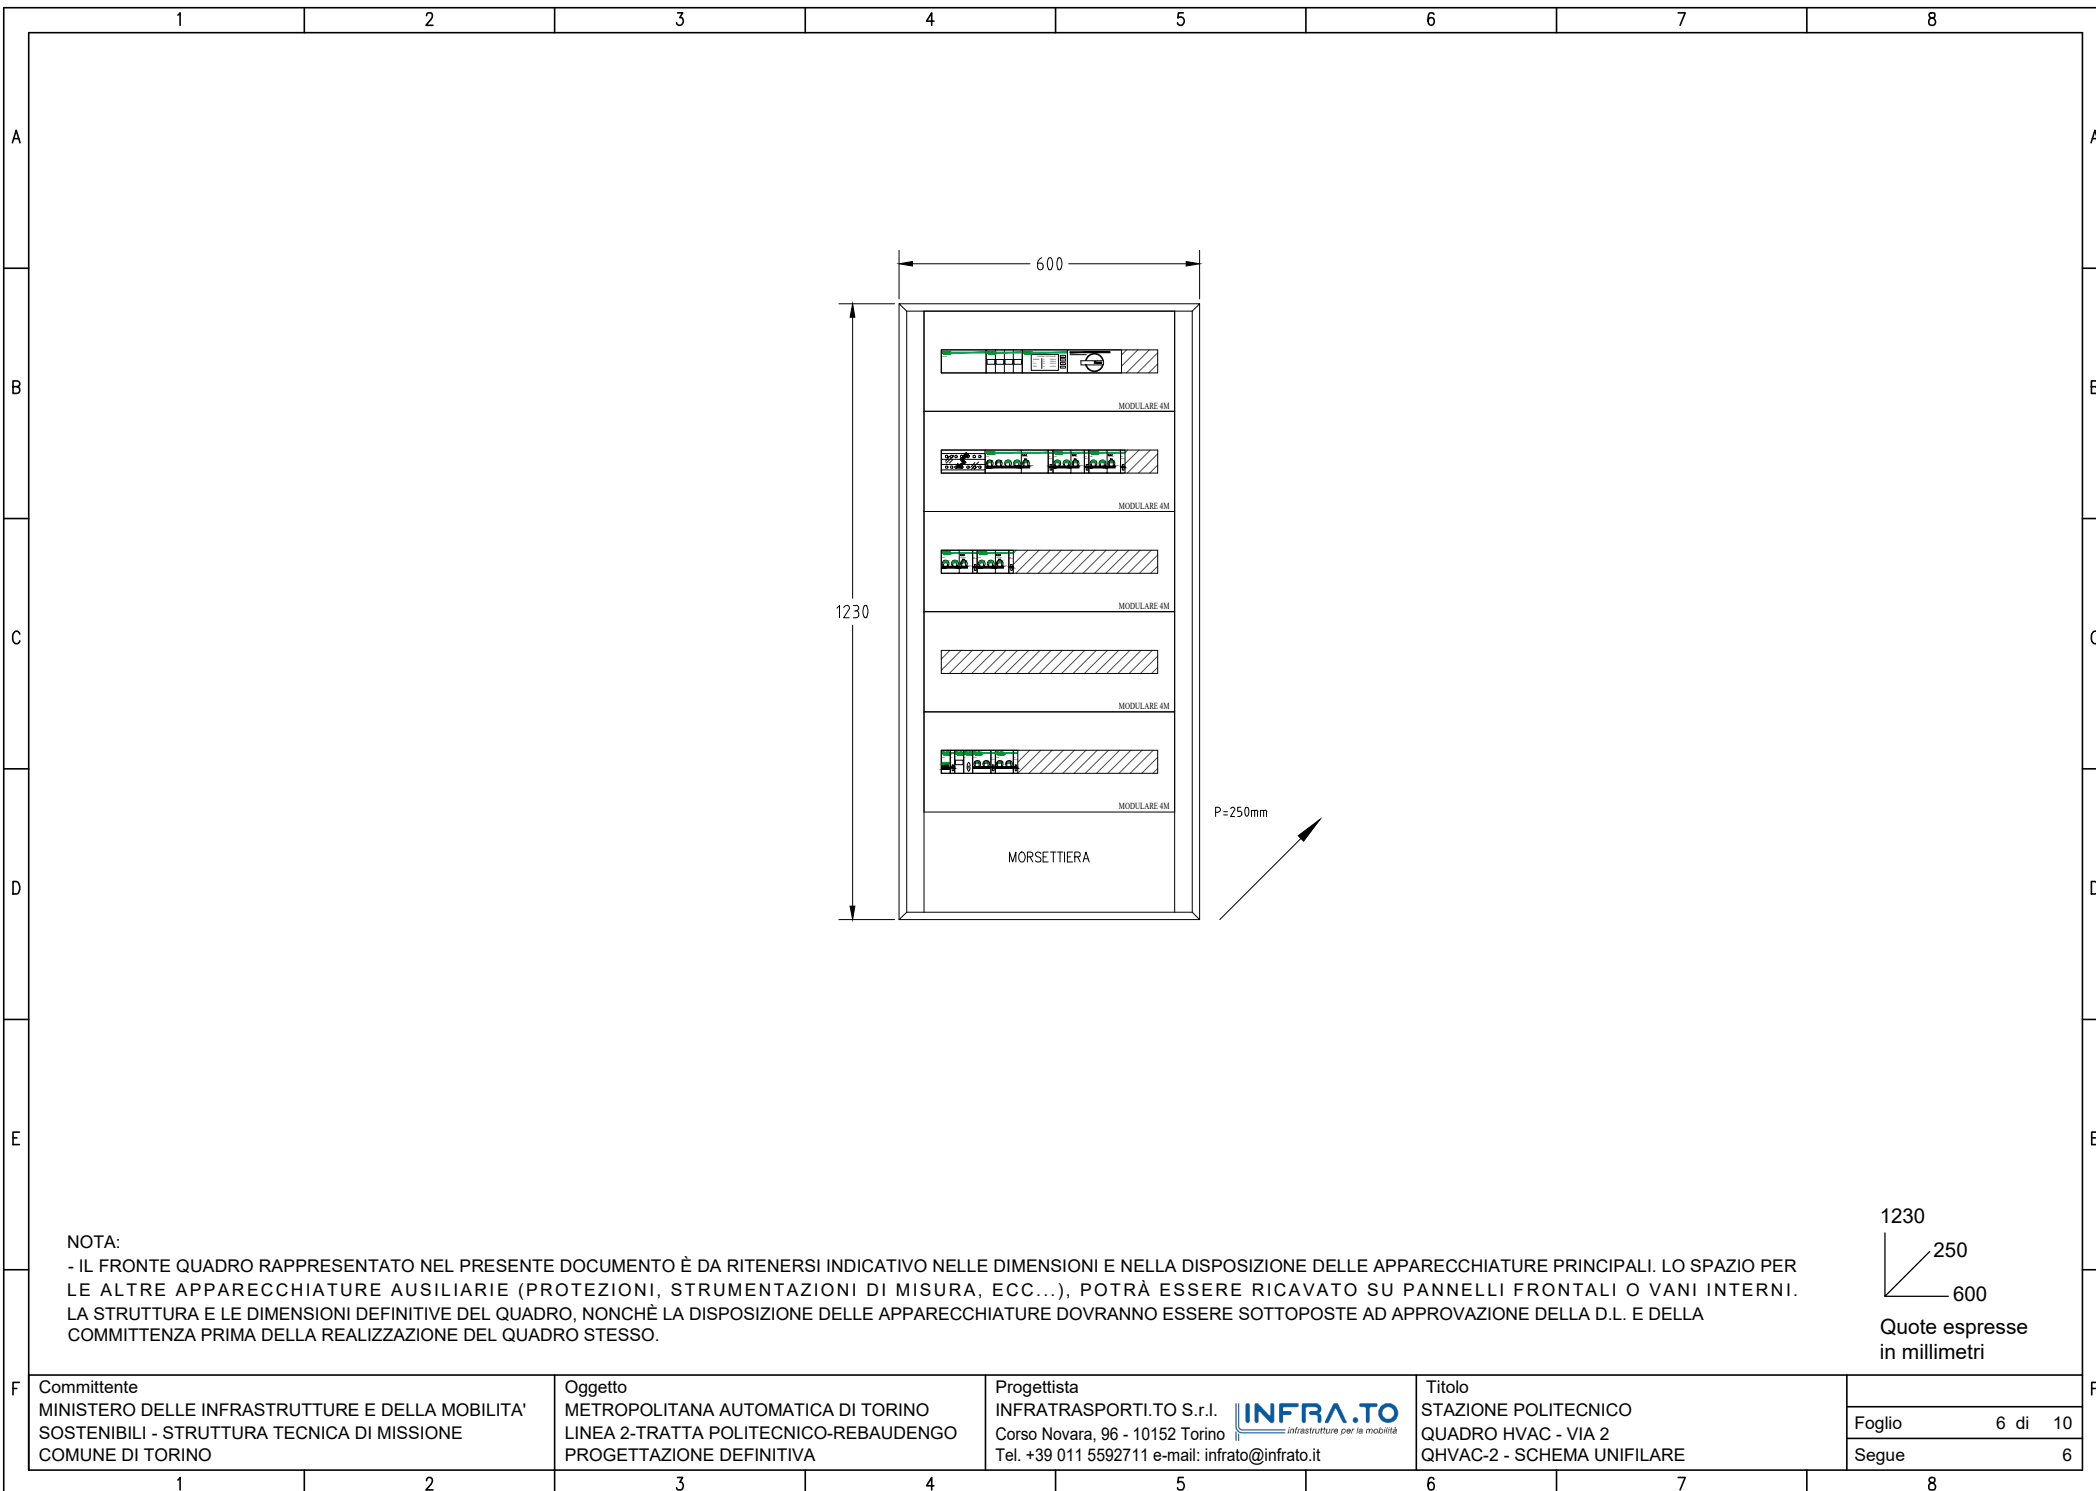 1 2 3 4 5 6 7 8
A A
B B
C C
D D
E E
F F
600
1230
MODULARE 4M
MODULARE 4M
MODULARE 4M
MODULARE 4M
MODULARE 4M
P=250mm
MORSETTIERA
NOTA:
- IL FRONTE QUADRO RAPPRESENTATO NEL PRESENTE DOCUMENTO È DA RITENERSI INDICATIVO NELLE DIMENSIONI E NELLA DISPOSIZIONE DELLE APPARECCHIATURE PRINCIPALI. LO SPAZIO PER
LE ALTRE APPARECCHIATURE AUSILIARIE (PROTEZIONI, STRUMENTAZIONI DI MISURA, ECC...), POTRÀ ESSERE RICAVATO SU PANNELLI FRONTALI O VANI INTERNI.
LA STRUTTURA E LE DIMENSIONI DEFINITIVE DEL QUADRO, NONCHÈ LA DISPOSIZIONE DELLE APPARECCHIATURE DOVRANNO ESSERE SOTTOPOSTE AD APPROVAZIONE DELLA D.L. E DELLA
COMMITTENZA PRIMA DELLA REALIZZAZIONE DEL QUADRO STESSO.
1230
250
600
Quote espresse
in millimetri
Committente
MINISTERO DELLE INFRASTRUTTURE E DELLA MOBILITA'
SOSTENIBILI - STRUTTURA TECNICA DI MISSIONE
COMUNE DI TORINO
Oggetto
METROPOLITANA AUTOMATICA DI TORINO
LINEA 2-TRATTA POLITECNICO-REBAUDENGO
PROGETTAZIONE DEFINITIVA
Progettista
INFRATRASPORTI.TO S.r.l.
Corso Novara, 96 - 10152 Torino
Tel. +39 011 5592711 e-mail: infrato@infrato.it
INFRA.TO
infrastrutture per la mobilità
Titolo
STAZIONE POLITECNICO
QUADRO HVAC - VIA 2
QHVAC-2 - SCHEMA UNIFILARE
Foglio 6 di 10
Segue 6
1 2 3 4 5 6 7 8